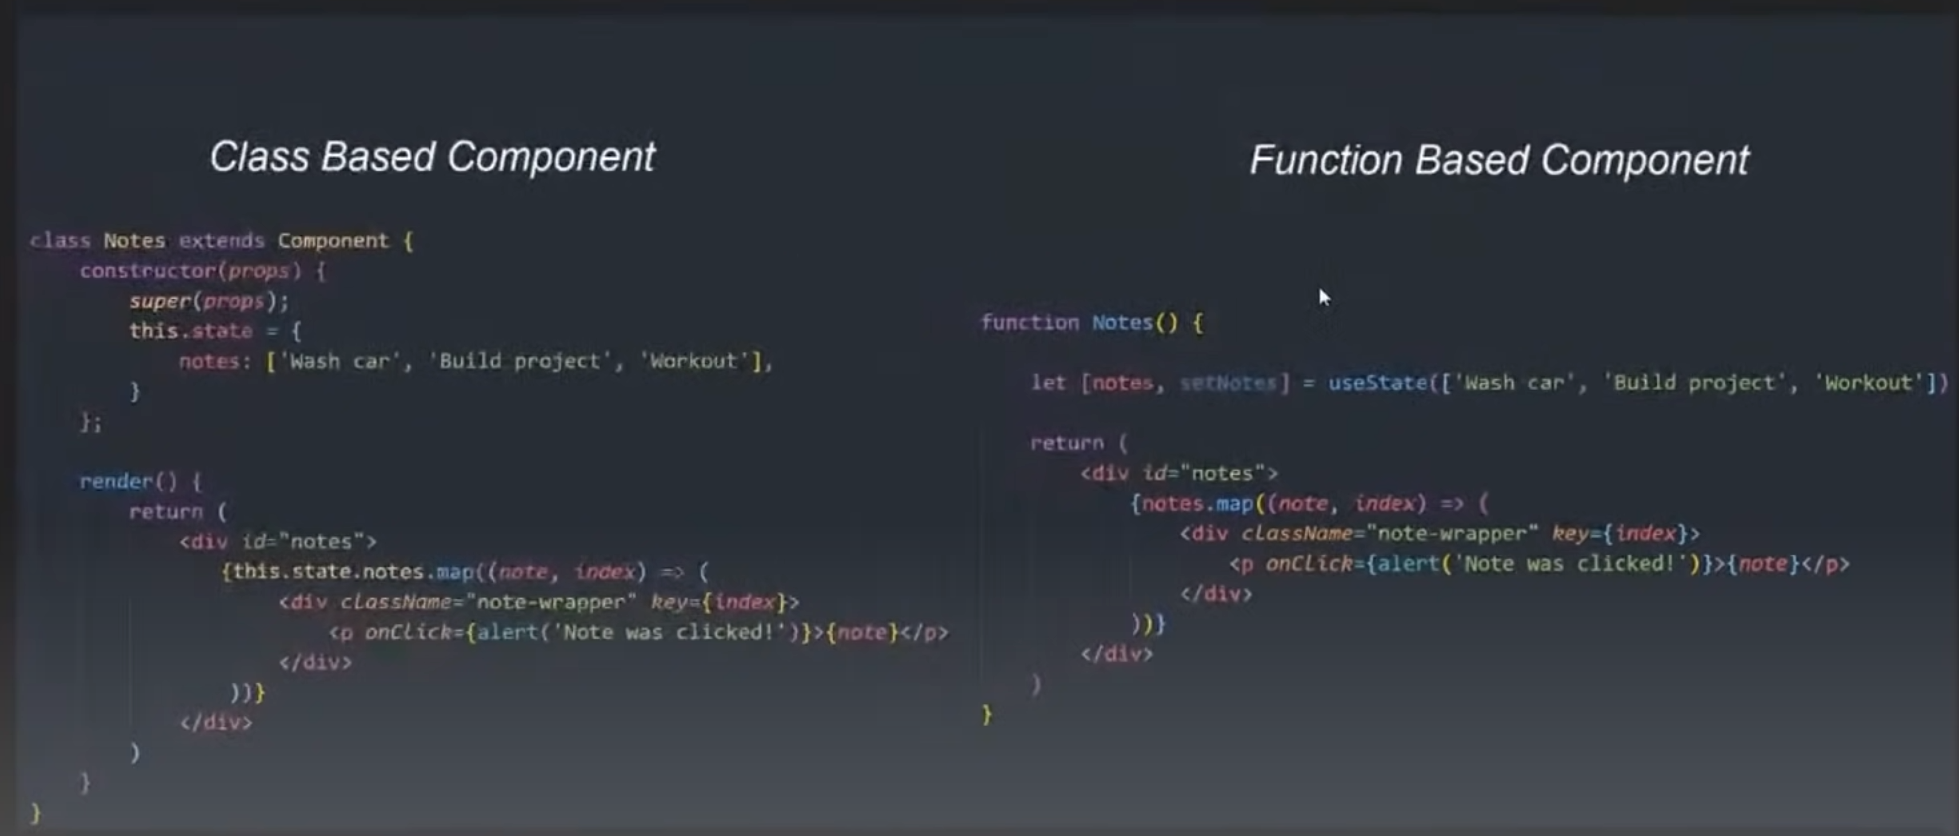 Class Based Component
class Notes extends Component {
    constructor(props) {
        super(props);
        this.state = {
            notes: ['Wash car', 'Build project', 'Workout'],
        }
    };
    render() {
        return (
            <div id="notes">
                {this.state.notes.map((note, index) => (
                    <div className="note-wrapper" key={index}>
                        <p onClick={alert('Note was clicked!')}>{note}</p>
                    </div>
                ))}
            </div>
        )
    }
}
Function Based Component
function Notes() {
    let [notes, setNotes] = useState(['Wash car', 'Build project', 'Workout'])
    return (
        <div id="notes">
            {notes.map((note, index) => (
                <div className="note-wrapper" key={index}>
                    <p onClick={alert('Note was clicked!')}>{note}</p>
                </div>
            ))}
        </div>
    )
}